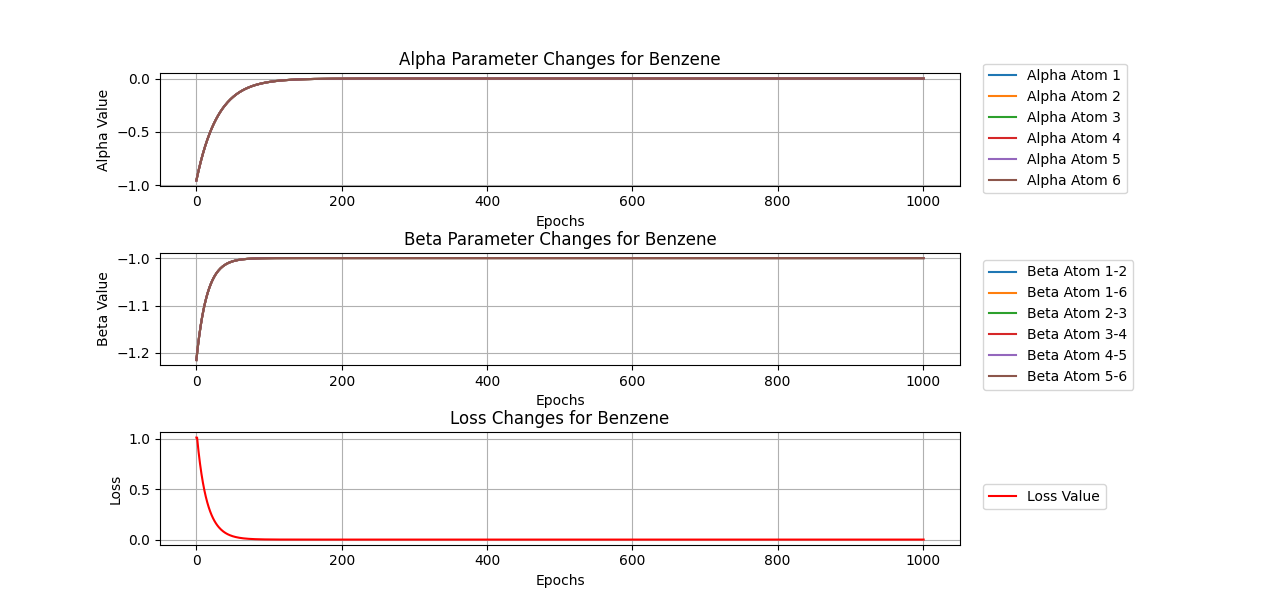 Alpha Parameter Changes for Benzene
0.0
−0.5
−1.0
Alpha Value
0 200 400 600 800 1000
Epochs
Alpha Atom 1
Alpha Atom 2
Alpha Atom 3
Alpha Atom 4
Alpha Atom 5
Alpha Atom 6
Beta Parameter Changes for Benzene
−1.0
−1.1
−1.2
Beta Value
0 200 400 600 800 1000
Epochs
Beta Atom 1-2
Beta Atom 1-6
Beta Atom 2-3
Beta Atom 3-4
Beta Atom 4-5
Beta Atom 5-6
Loss Changes for Benzene
1.0
0.5
0.0
Loss
0 200 400 600 800 1000
Epochs
Loss Value